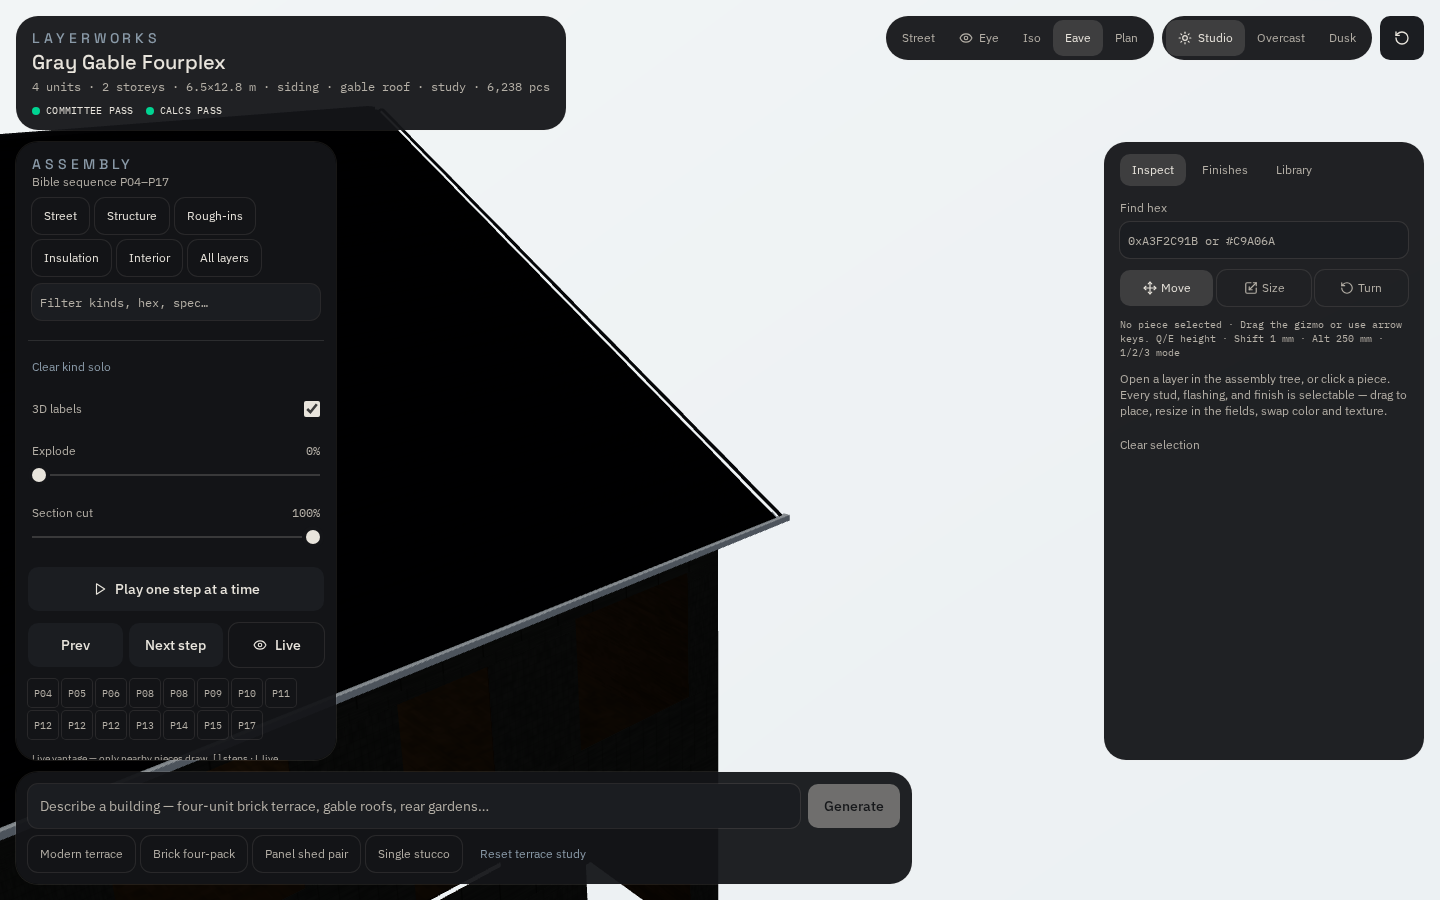 LAYERWORKS
Gray Gable Fourplex
4 units · 2 storeys · 6.5×12.8 m · siding · gable roof · study · 6,238 pcs
COMMITTEE PASS CALCS PASS
Street Eye Iso Eave Plan
Studio Overcast Dusk
ASSEMBLY
Bible sequence P04–P17
Street Structure Rough-ins
Insulation Interior All layers
Filter kinds, hex, spec…
Clear kind solo
3D labels
Explode 0%
Section cut 100%
Play one step at a time
Prev Next step Live
P04 P05 P06 P08 P08 P09 P10 P11
P12 P12 P12 P13 P14 P15 P17
Live vantage — only nearby pieces draw. [ ] steps · L live
Inspect Finishes Library
Find hex
0xA3F2C91B or #C9A06A
Move Size Turn
No piece selected · Drag the gizmo or use arrow
keys. Q/E height · Shift 1 mm · Alt 250 mm ·
1/2/3 mode
Open a layer in the assembly tree, or click a piece.
Every stud, flashing, and finish is selectable — drag to
place, resize in the fields, swap color and texture.
Clear selection
Describe a building — four-unit brick terrace, gable roofs, rear gardens…
Generate
Modern terrace Brick four-pack Panel shed pair Single stucco Reset terrace study